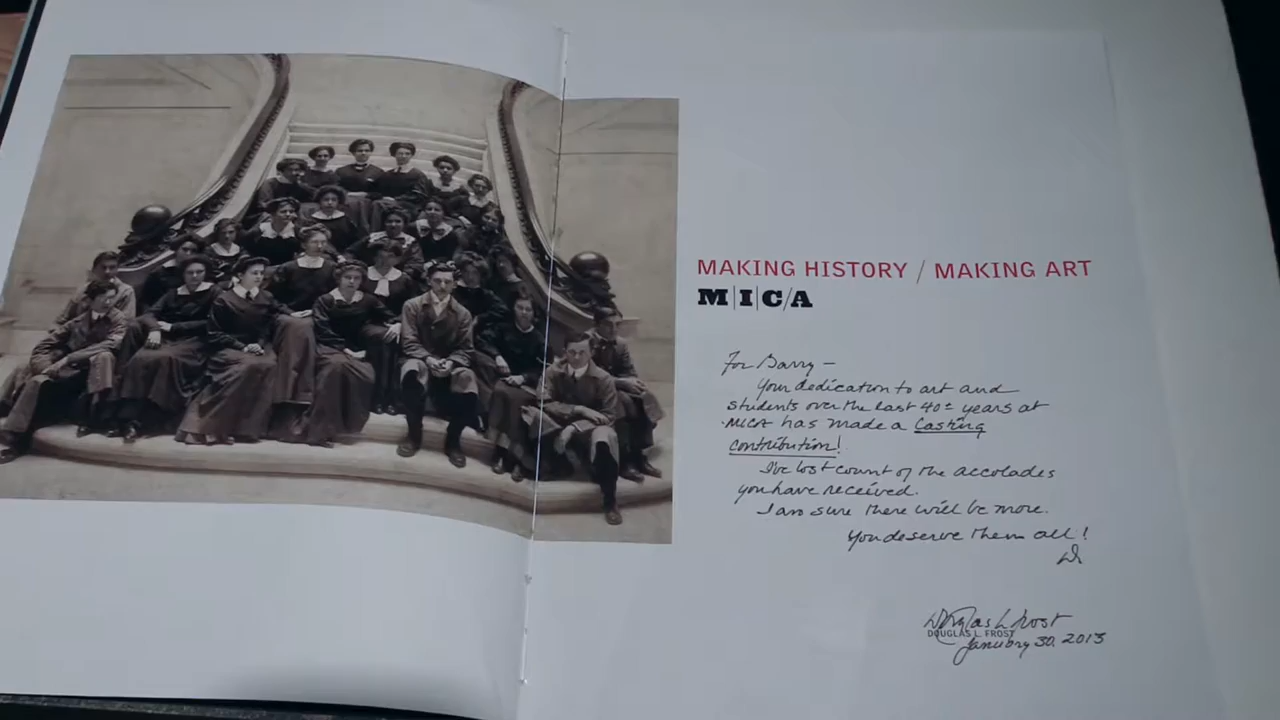 MAKING HISTORY / MAKING ART
M|I|C/A
For Barry –
Your dedication to art and
students over the last 40± years at
MICA has made a lasting
contribution!
I've lost count of the accolades
you have received.
I am sure there will be more.
You deserve them all!
Douglas L. Frost
DOUGLAS L. FROST
January 30, 2013